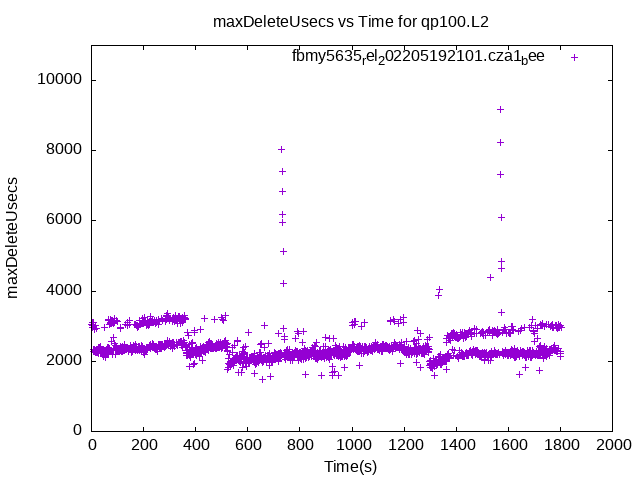 maxDeleteUsecs vs Time for qp100.L2
fbmy5635rel202205192101.cza1bee
10000
8000
6000
4000
2000
0
maxDeleteUsecs
0 200 400 600 800 1000 1200 1400 1600 1800 2000
Time(s)